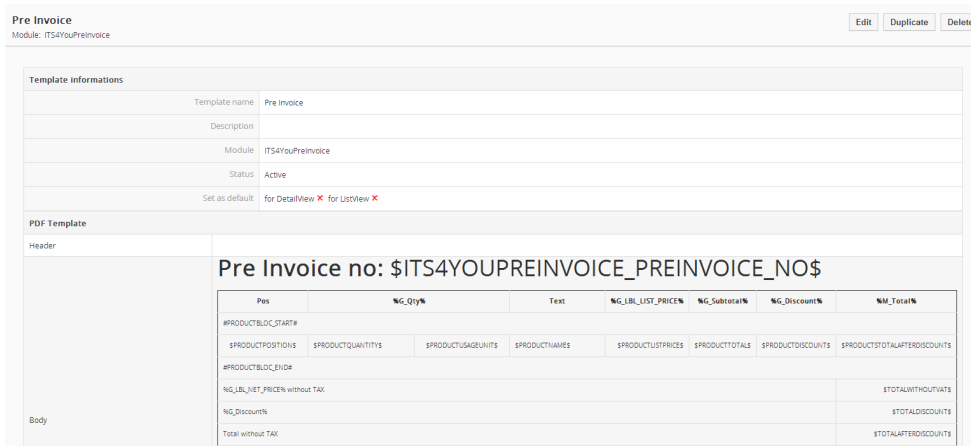 Pre Invoice
Module: ITS4YouPreInvoice
Edit Duplicate Delete
Template informations
Template name Pre Invoice
Description
Module ITS4YouPreInvoice
Status Active
Set as default for DetailView ✕ for ListView ✕
PDF Template
Header
Pre Invoice no: $ITS4YOUPREINVOICE_PREINVOICE_NO$
Pos %G_Qty% Text %G_LBL_LIST_PRICE% %G_Subtotal% %G_Discount% %M_Total%
#PRODUCTBLOC_START#
$PRODUCTPOSITION$ $PRODUCTQUANTITY$ $PRODUCTUSAGEUNIT$ $PRODUCTNAME$ $PRODUCTLISTPRICE$ $PRODUCTTOTAL$ $PRODUCTDISCOUNT$ $PRODUCTSTOTALAFTERDISCOUNT$
#PRODUCTBLOC_END#
%G_LBL_NET_PRICE% without TAX $TOTALWITHOUTVAT$
%G_Discount% $TOTALDISCOUNT$
Body
Total without TAX $TOTALAFTERDISCOUNT$